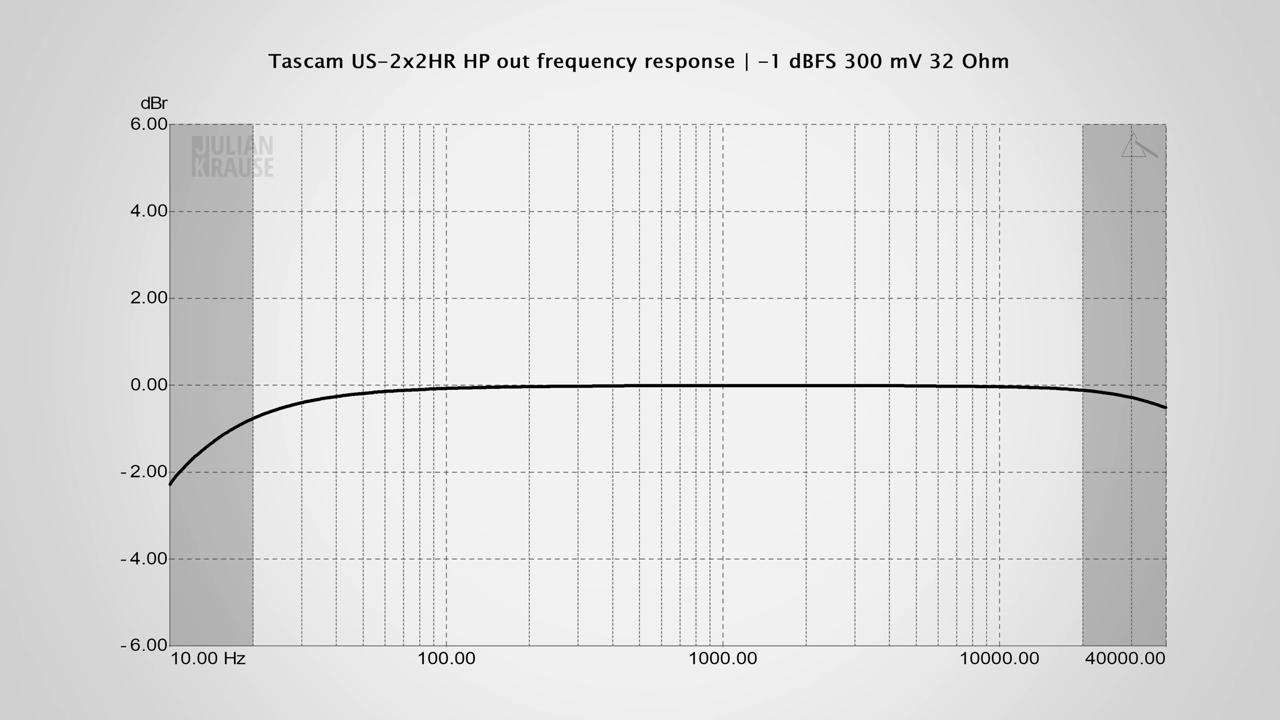 Tascam US-2x2HR HP out frequency response | -1 dBFS 300 mV 32 Ohm
dBr
6.00
JULIAN
KRAUSE
4.00
2.00
0.00
-2.00
-4.00
-6.00
10.00 Hz 100.00 1000.00 10000.00 40000.00